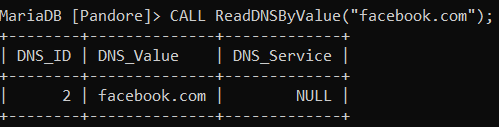 MariaDB [Pandore]> CALL ReadDNSByValue("facebook.com");
+--------+--------------+-------------+
| DNS_ID | DNS_Value    | DNS_Service |
+--------+--------------+-------------+
|      2 | facebook.com |        NULL |
+--------+--------------+-------------+